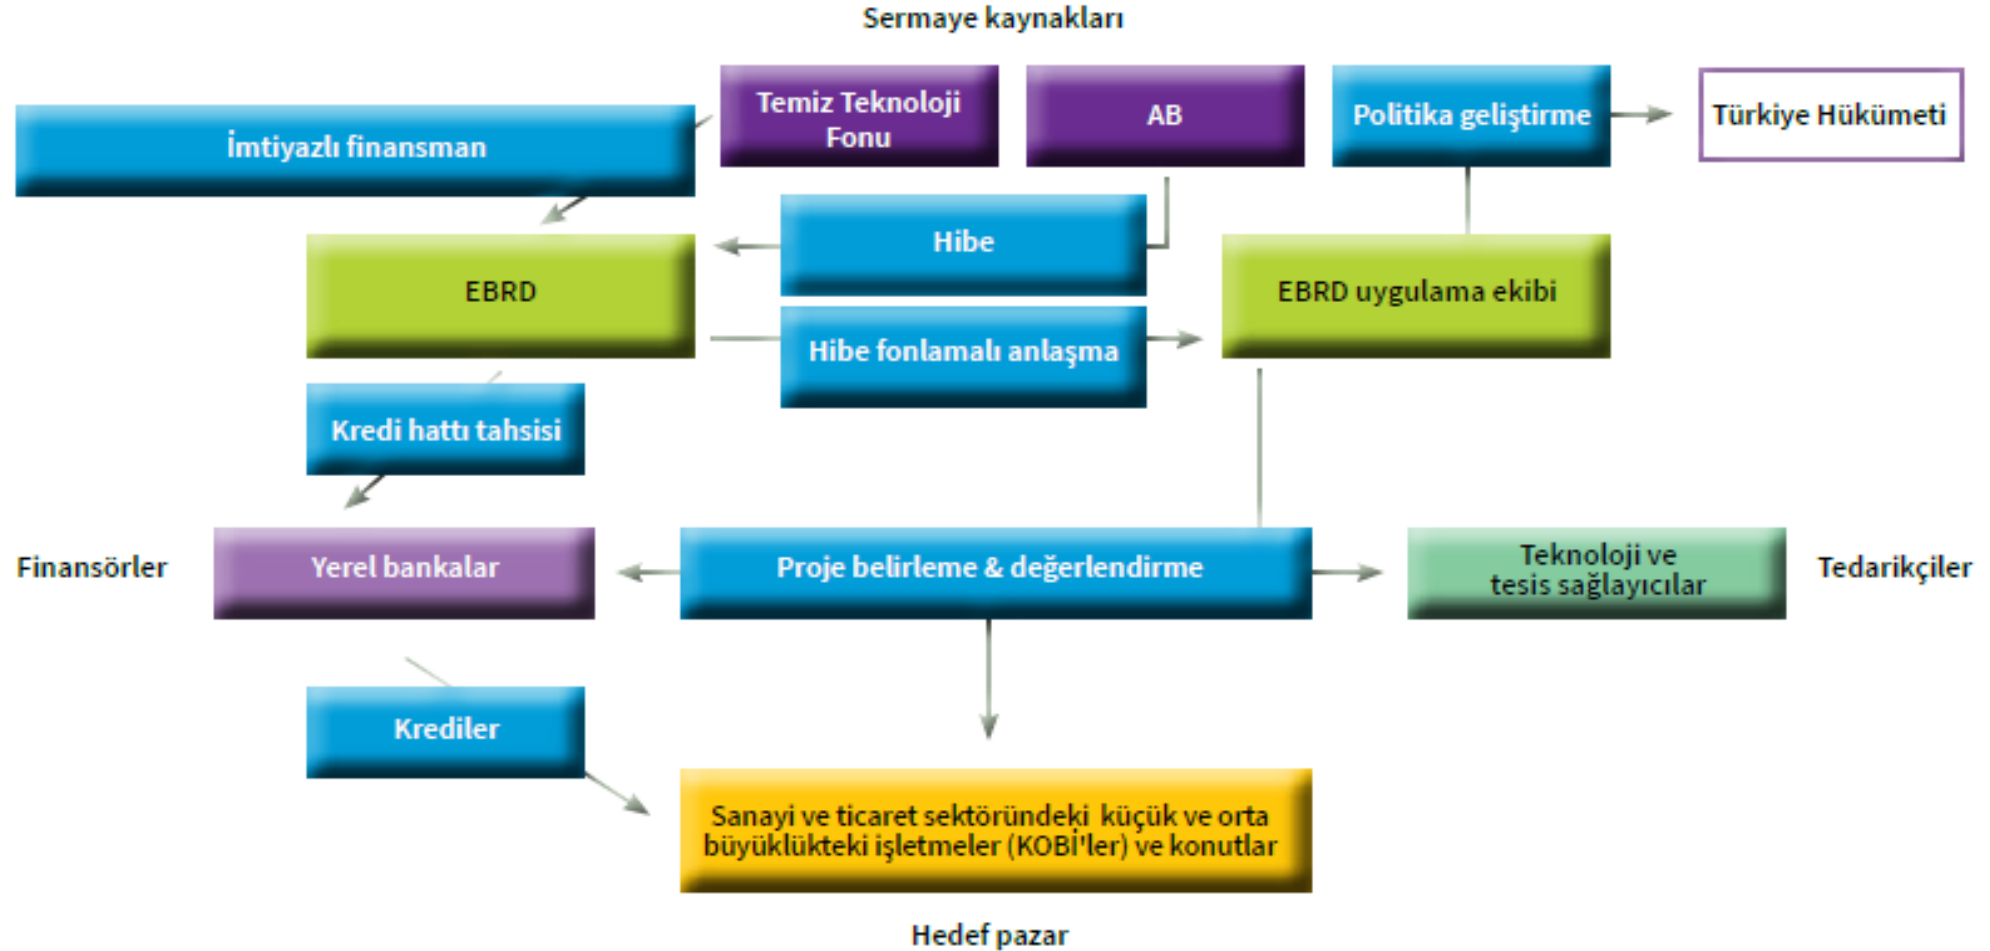 Sermaye kaynakları
Temiz Teknoloji
Fonu
AB
Politika geliştirme
Türkiye Hükümeti
İmtiyazlı finansman
Hibe
EBRD
EBRD uygulama ekibi
Hibe fonlamalı anlaşma
Kredi hattı tahsisi
Finansörler
Yerel bankalar
Proje belirleme & değerlendirme
Teknoloji ve
tesis sağlayıcılar
Tedarikçiler
Krediler
Sanayi ve ticaret sektöründeki küçük ve orta
büyüklükteki işletmeler (KOBİ'ler) ve konutlar
Hedef pazar